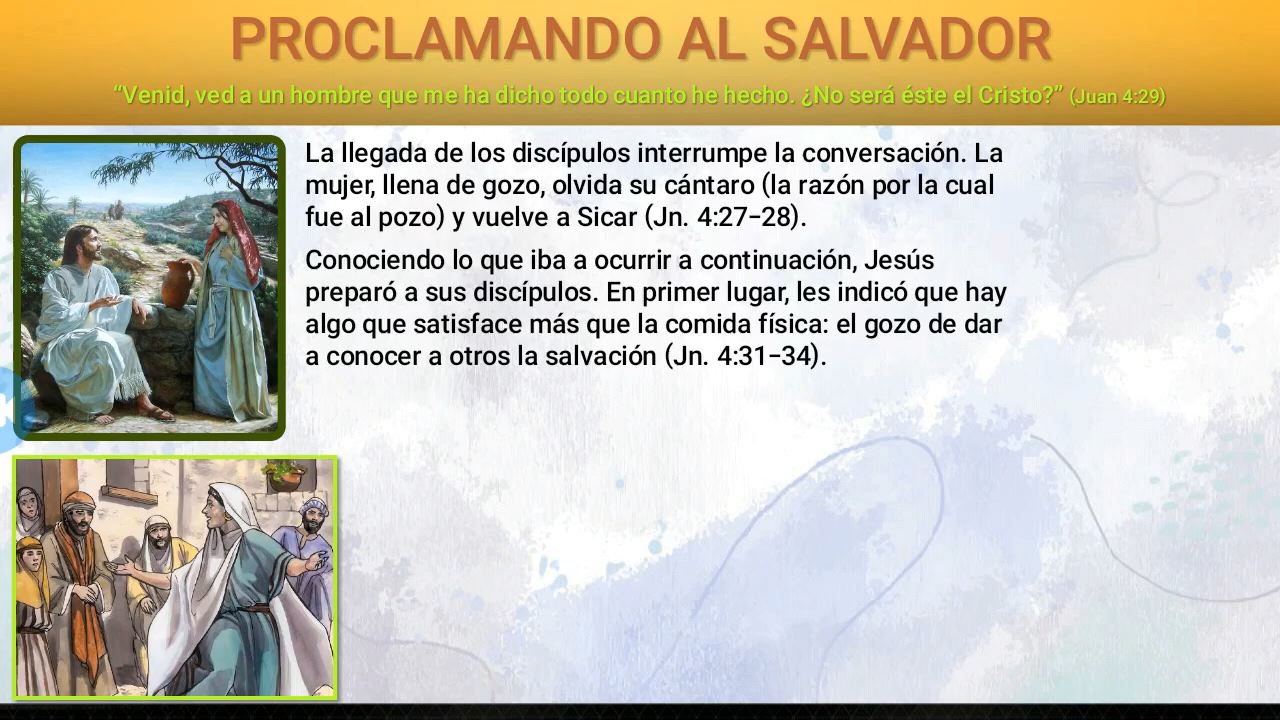 PROCLAMANDO AL SALVADOR
“Venid, ved a un hombre que me ha dicho todo cuanto he hecho. ¿No será éste el Cristo?” (Juan 4:29)
La llegada de los discípulos interrumpe la conversación. La
mujer, llena de gozo, olvida su cántaro (la razón por la cual
fue al pozo) y vuelve a Sicar (Jn. 4:27-28).
Conociendo lo que iba a ocurrir a continuación, Jesús
preparó a sus discípulos. En primer lugar, les indicó que hay
algo que satisface más que la comida física: el gozo de dar
a conocer a otros la salvación (Jn. 4:31-34).